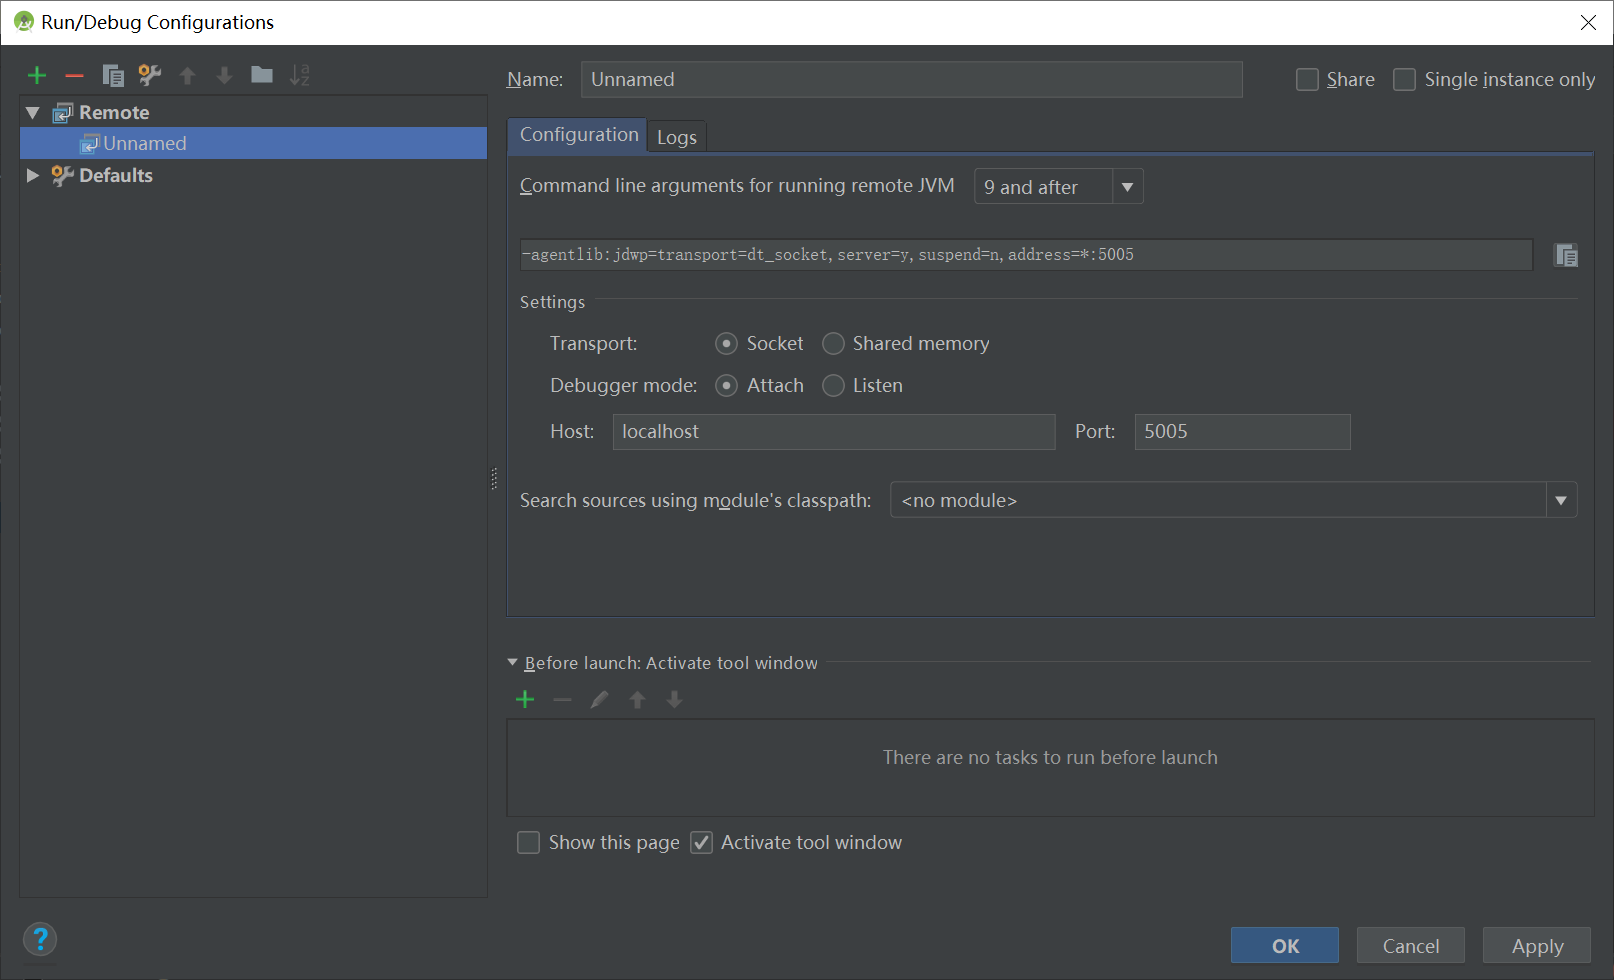 Run/Debug Configurations
Name: Unnamed Share Single instance only
Remote
Unnamed
Defaults
Configuration Logs
Command line arguments for running remote JVM 9 and after
-agentlib:jdwp=transport=dt_socket,server=y,suspend=n,address=*:5005
Settings
Transport: Socket Shared memory
Debugger mode: Attach Listen
Host: localhost Port: 5005
Search sources using module's classpath: <no module>
Before launch: Activate tool window
There are no tasks to run before launch
Show this page Activate tool window
? OK Cancel Apply